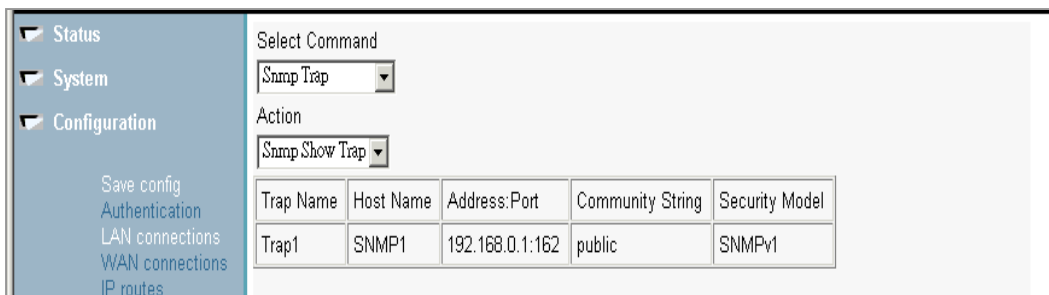 Status
System
Configuration
Save config
Authentication
LAN connections
WAN connections
IP routes
Select Command
Snmp Trap
Action
Snmp Show Trap
Trap Name Host Name Address:Port Community String Security Model
Trap1 SNMP1 192.168.0.1:162 public SNMPv1